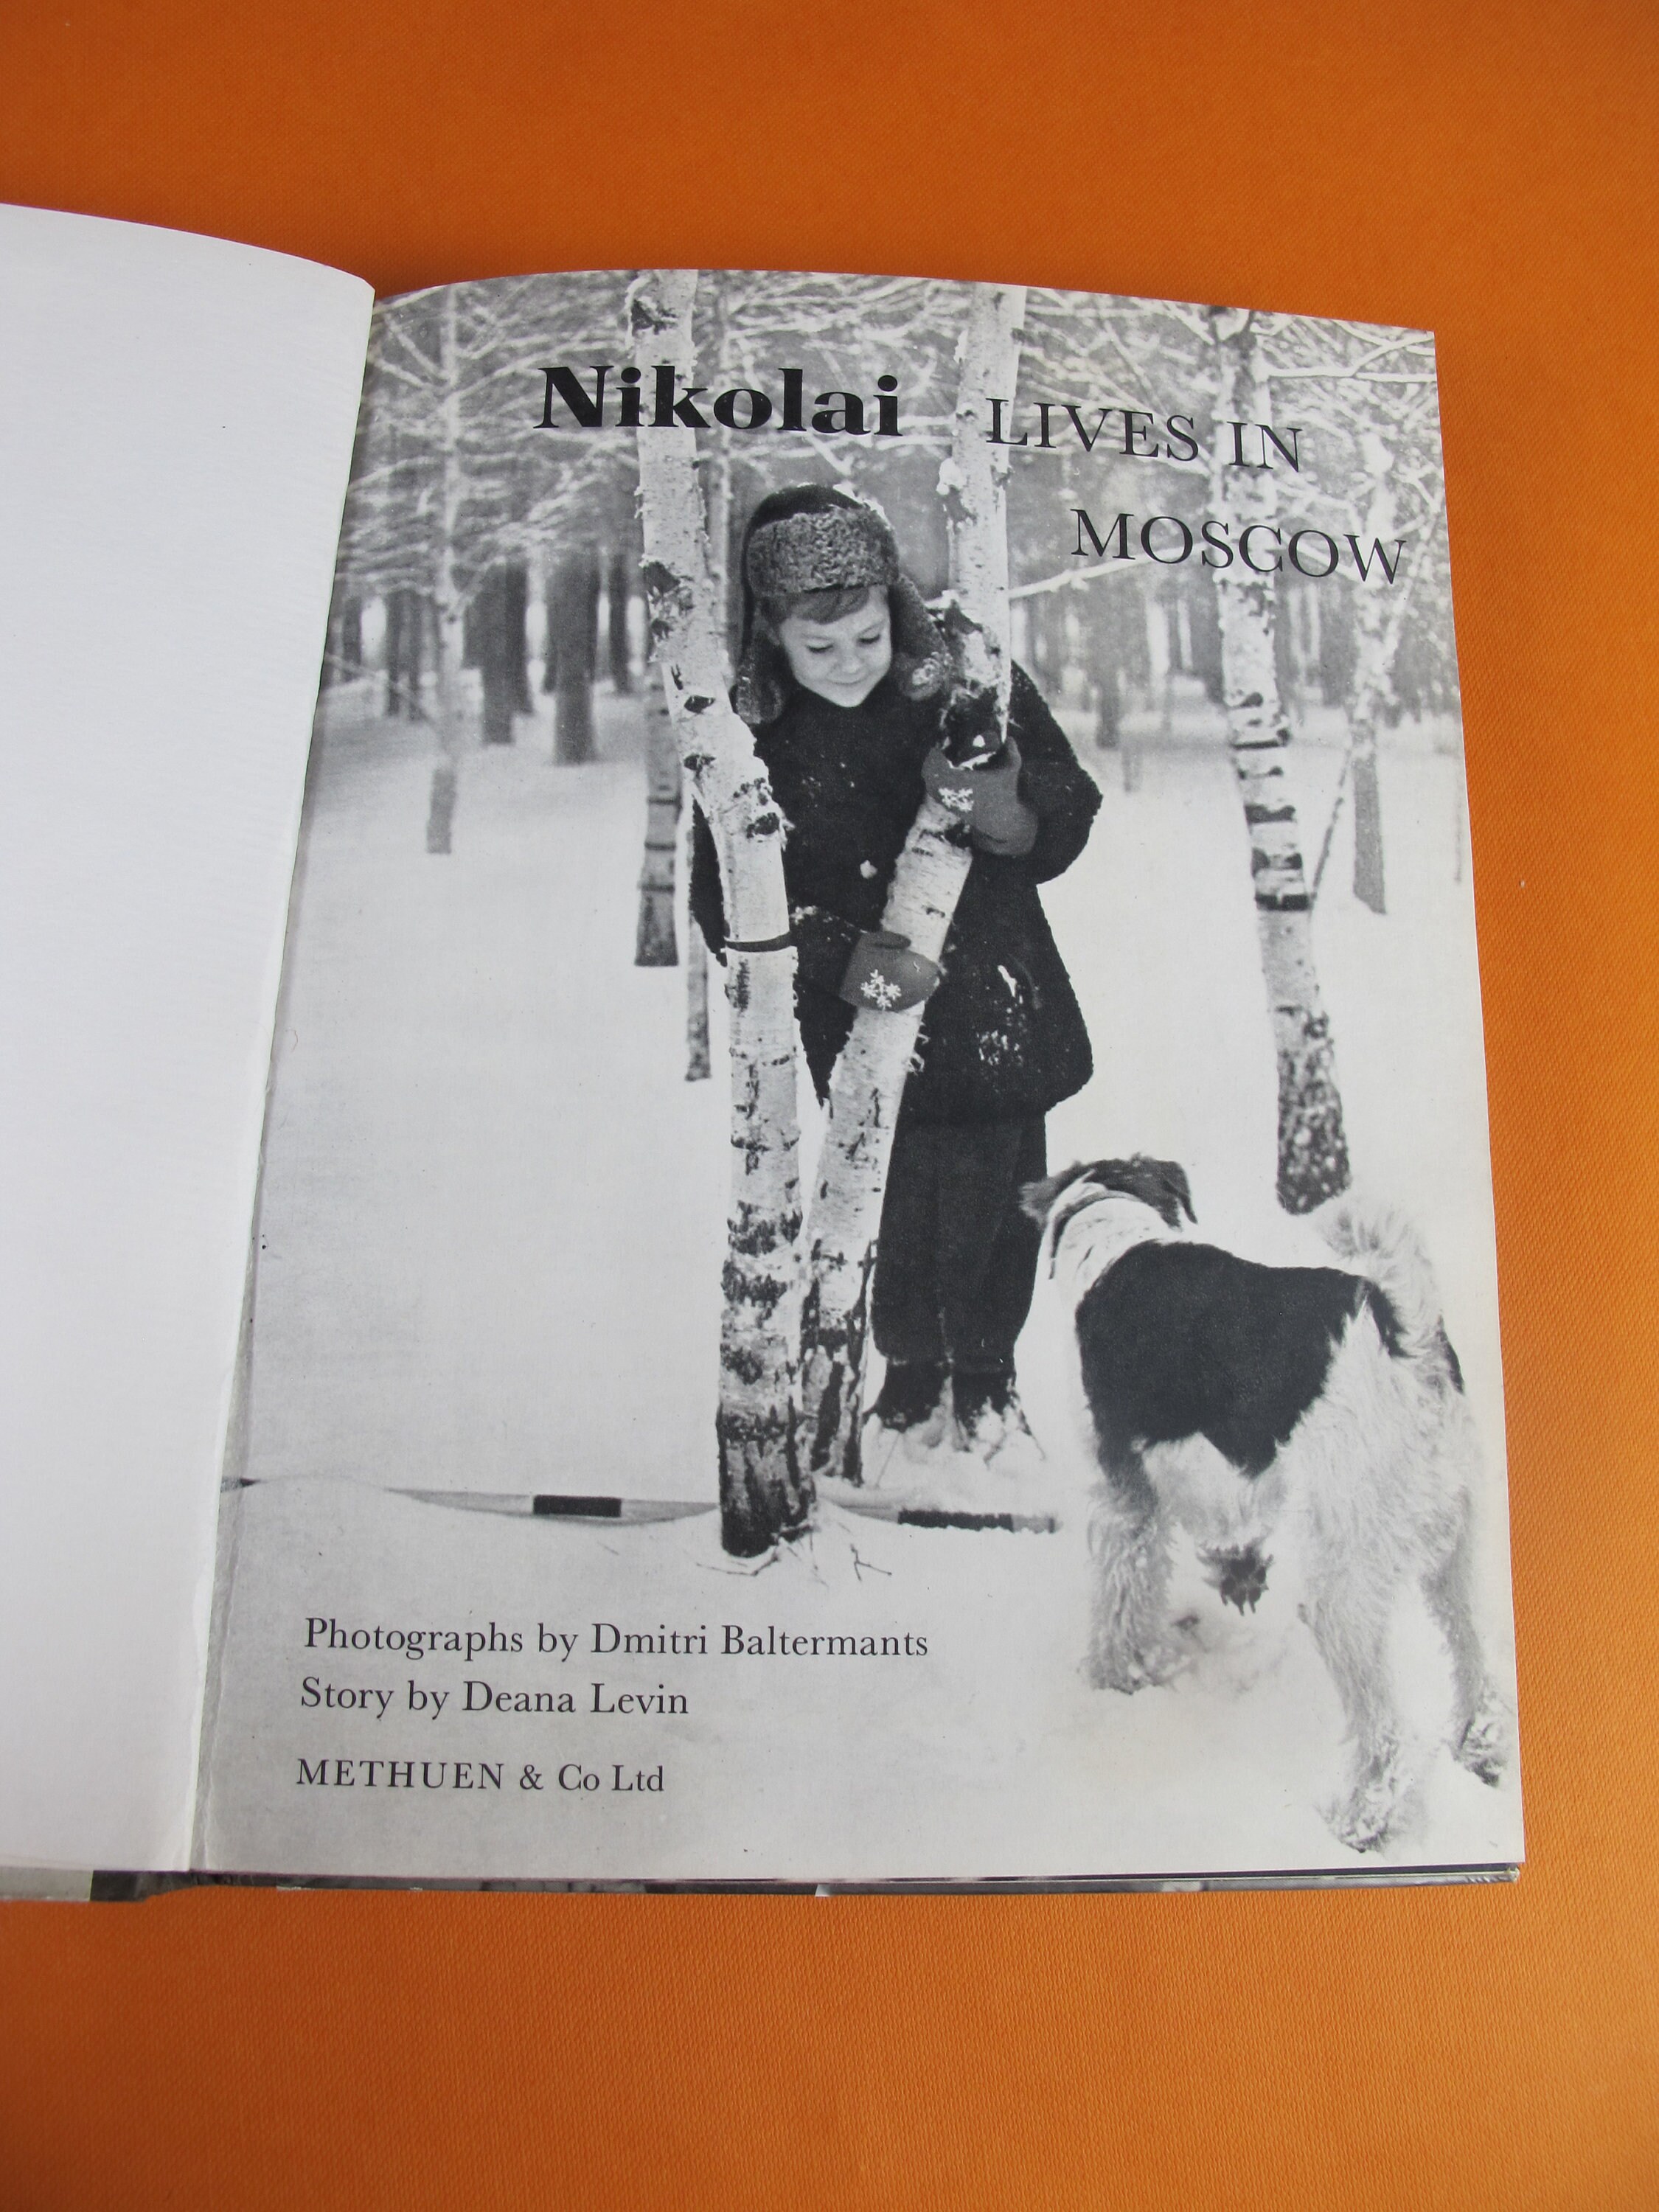 Nikolai LIVES IN
MOSCOW
Photographs by Dmitri Baltermants
Story by Deana Levin
METHUEN & Co Ltd